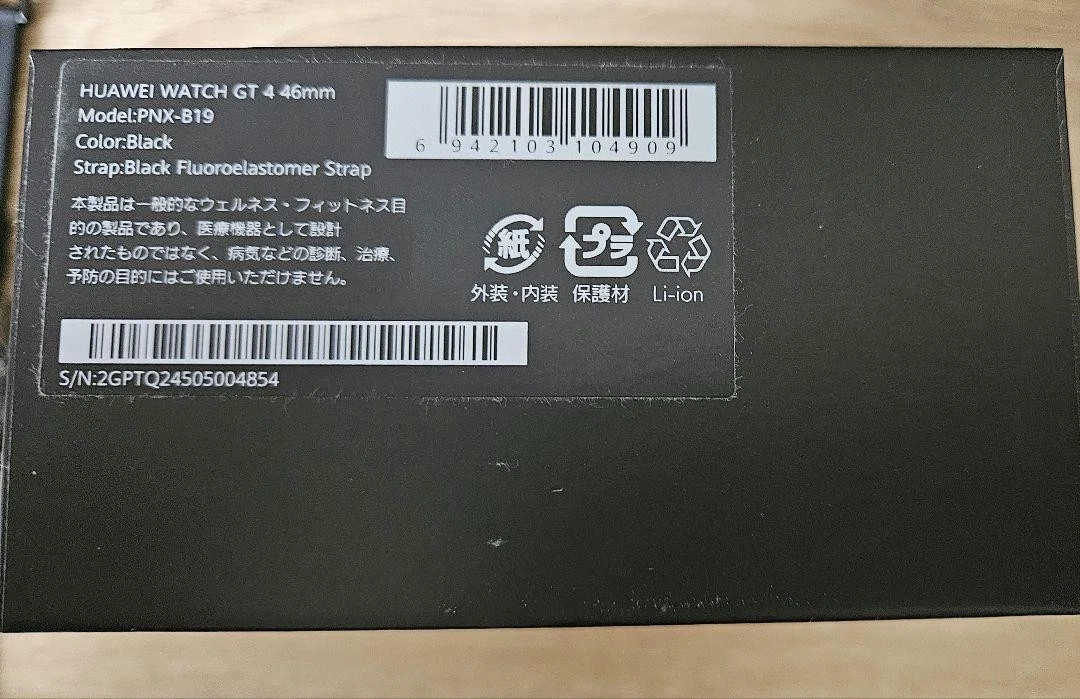 HUAWEI WATCH GT 4 46mm
Model:PNX-B19
Color:Black
Strap:Black Fluoroelastomer Strap
6 942103 104909
本製品は一般的なウェルネス・フィットネス目
的の製品であり、医療機器として設計
されたものではなく、病気などの診断、治療、
予防の目的にはご使用いただけません。
紙 プラ
外装・内装 保護材 Li-ion
S/N:2GPTQ24505004854